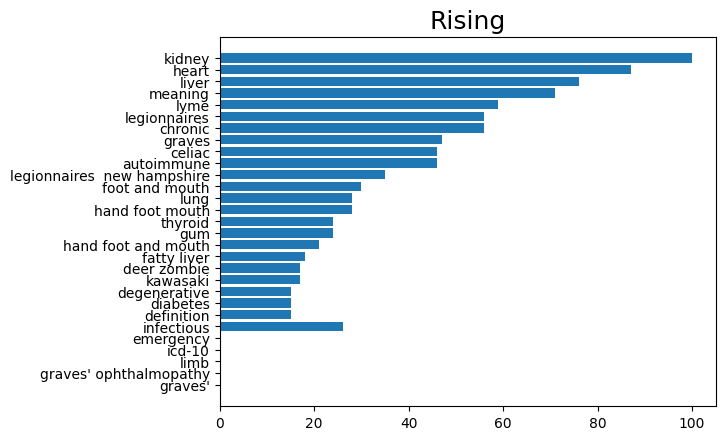 Rising
kidney
heart
liver
meaning
lyme
legionnaires
chronic
graves
celiac
autoimmune
legionnaires  new hampshire
foot and mouth
lung
hand foot mouth
thyroid
gum
hand foot and mouth
fatty liver
deer zombie
kawasaki
degenerative
diabetes
definition
infectious
emergency
icd-10
limb
graves' ophthalmopathy
graves'
0 20 40 60 80 100